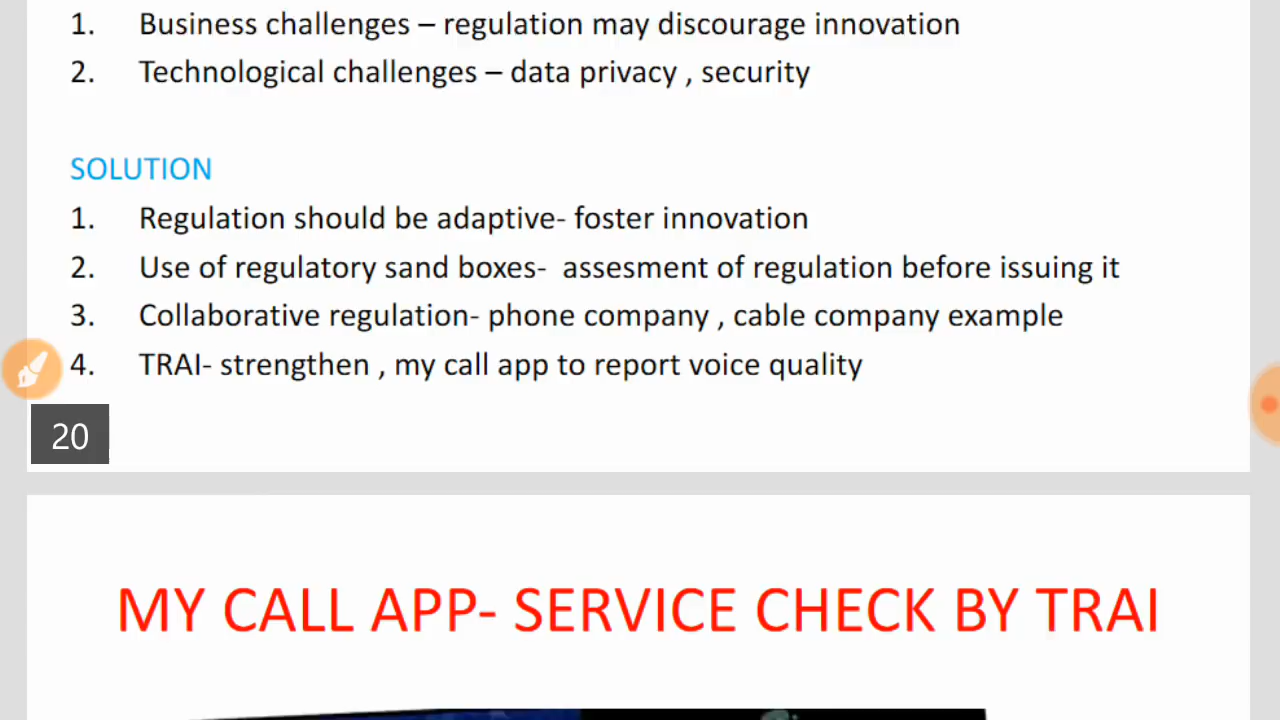 1. Business challenges – regulation may discourage innovation
2. Technological challenges – data privacy , security
SOLUTION
1. Regulation should be adaptive- foster innovation
2. Use of regulatory sand boxes- assesment of regulation before issuing it
3. Collaborative regulation- phone company , cable company example
4. TRAI- strengthen , my call app to report voice quality
20
MY CALL APP- SERVICE CHECK BY TRAI